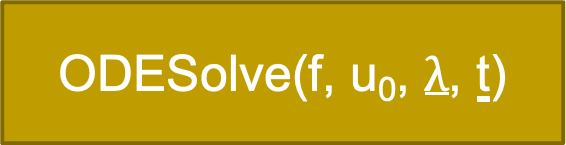 ODESolve(f, u₀, λ, t)